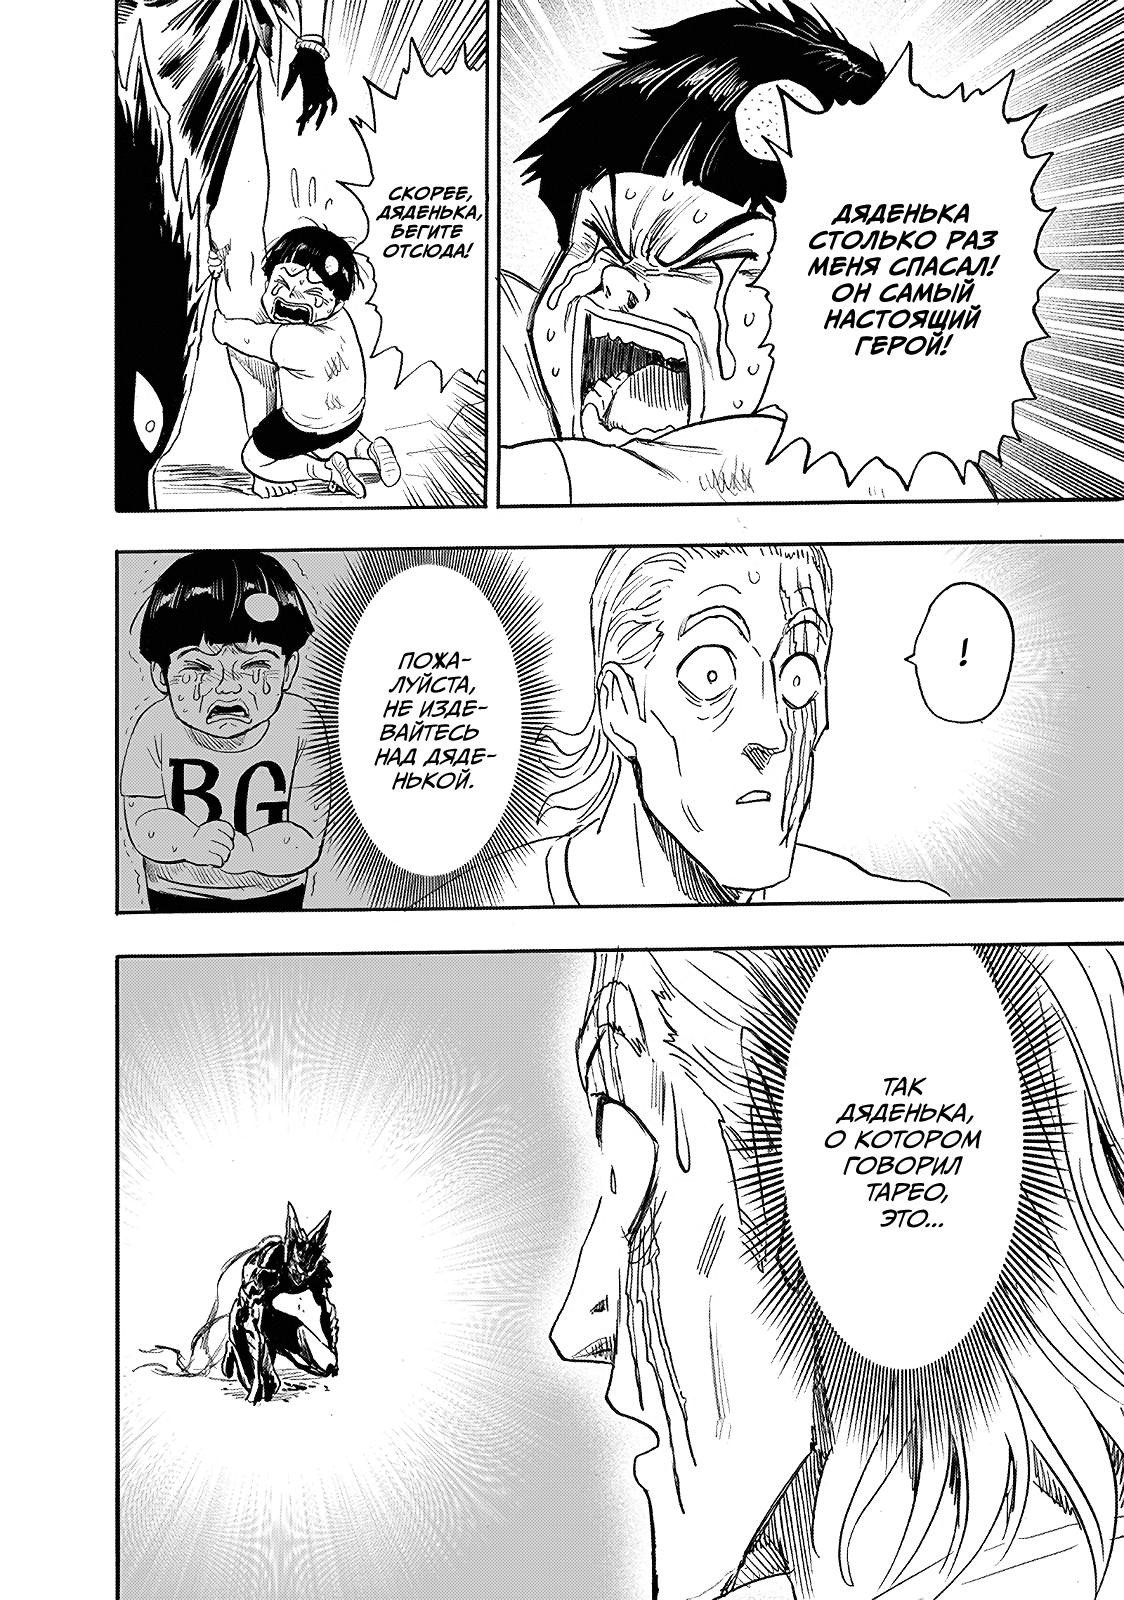 ДЯДЕНЬКА
СТОЛЬКО РАЗ
МЕНЯ СПАСАЛ!
ОН САМЫЙ
НАСТОЯЩИЙ
ГЕРОЙ!
СКОРЕЕ,
ДЯДЕНЬКА,
БЕГИТЕ
ОТСЮДА!
!
ПОЖА-
ЛУЙСТА,
НЕ ИЗДЕ-
ВАЙТЕСЬ
НАД ДЯДЕ-
НЬКОЙ.
BG
ТАК
ДЯДЕНЬКА,
О КОТОРОМ
ГОВОРИЛ
ТАРЕО,
ЭТО...